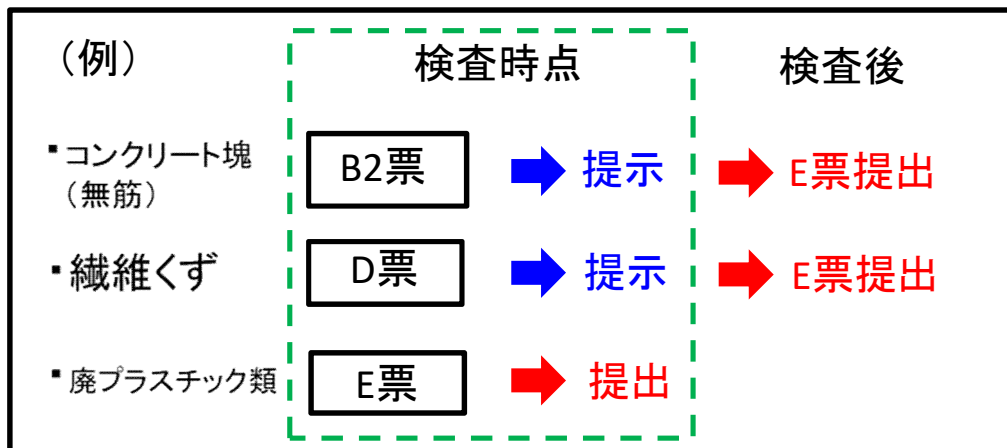 (例) 検査時点 検査後
▪コンクリート塊 B2票 提示 E票提出
(無筋)
▪繊維くず D票 提示 E票提出
▪廃プラスチック類 E票 提出